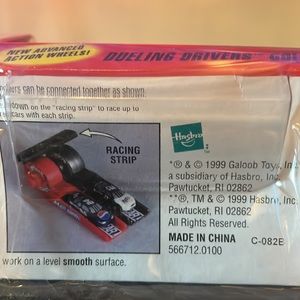 NEW ADVANCED
ACTION WHEELS!
DUELING DRIVERS
can be connected together as shown.
down on the "racing strip" to race up to
cars with each strip.
RACING
STRIP
Hasbro
*® & © 1999 Galoob Toys, Inc.
a subsidiary of Hasbro, Inc.
Pawtucket, RI 02862
**®, TM & © 1999 Hasbro, Inc.
Pawtucket, RI 02862
All Rights Reserved.
MADE IN CHINA C-082E
566712.0100
work on a level smooth surface.